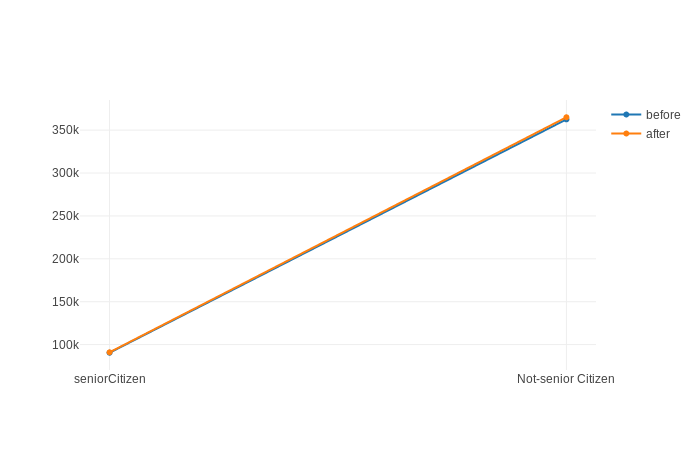 before
after
350k
300k
250k
200k
150k
100k
seniorCitizen
Not-senior Citizen